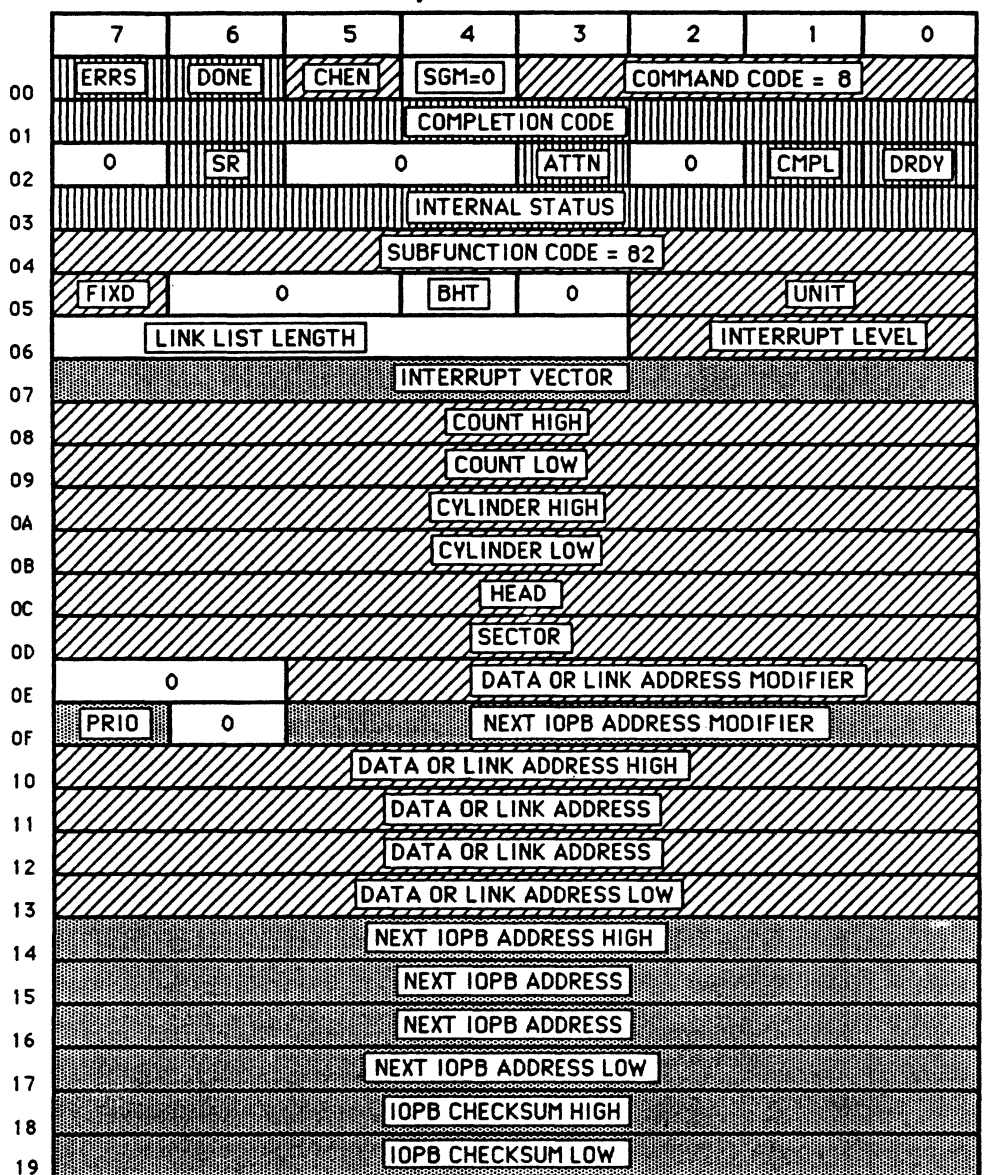 7 6 5 4 3 2 1 0
00 ERRS DONE CHEN SGM=0 COMMAND CODE = 8
01 COMPLETION CODE
02 0 SR 0 ATTN 0 CMPL DRDY
03 INTERNAL STATUS
04 SUBFUNCTION CODE = 82
05 FIXD 0 BHT 0 UNIT
06 LINK LIST LENGTH INTERRUPT LEVEL
07 INTERRUPT VECTOR
08 COUNT HIGH
09 COUNT LOW
0A CYLINDER HIGH
0B CYLINDER LOW
0C HEAD
0D SECTOR
0E 0 DATA OR LINK ADDRESS MODIFIER
0F PRIO 0 NEXT IOPB ADDRESS MODIFIER
10 DATA OR LINK ADDRESS HIGH
11 DATA OR LINK ADDRESS
12 DATA OR LINK ADDRESS
13 DATA OR LINK ADDRESS LOW
14 NEXT IOPB ADDRESS HIGH
15 NEXT IOPB ADDRESS
16 NEXT IOPB ADDRESS
17 NEXT IOPB ADDRESS LOW
18 IOPB CHECKSUM HIGH
19 IOPB CHECKSUM LOW